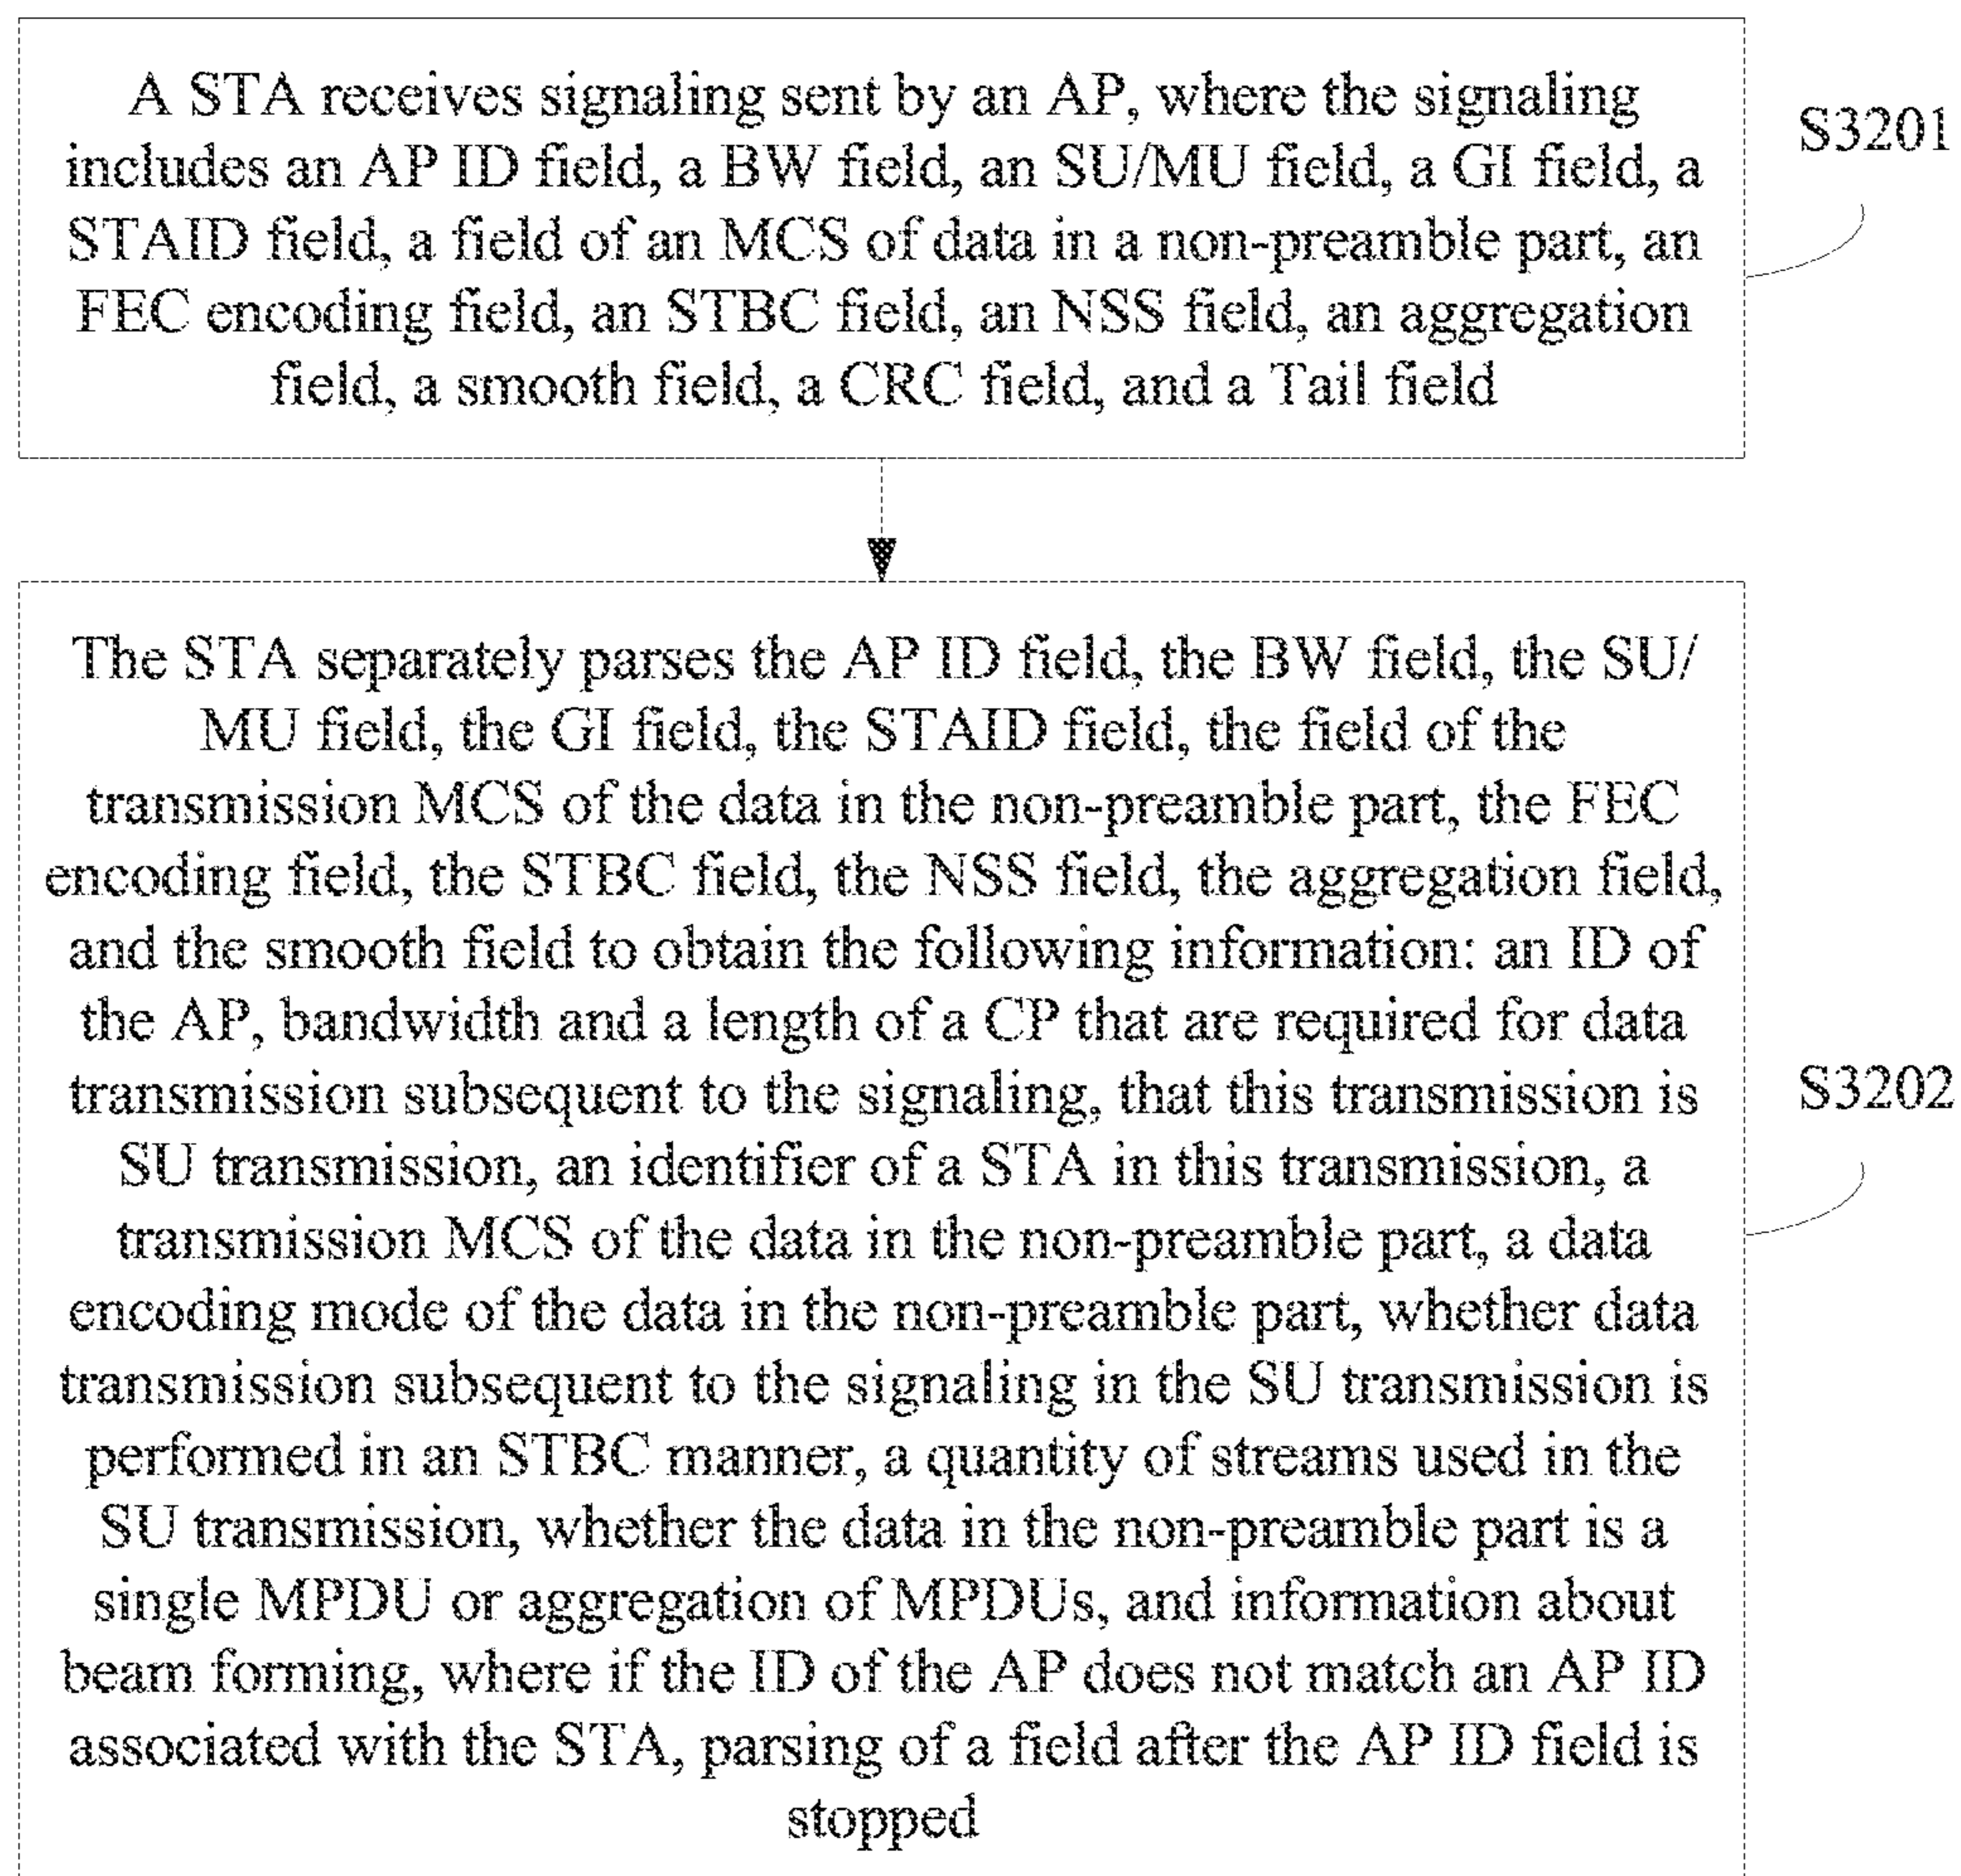 A STA receives signaling sent by an AP, where the signaling
includes an AP ID field, a BW field, an SU/MU field, a GI field, a
STAID field, a field of an MCS of data in a non-preamble part, an
FEC encoding field, an STBC field, an NSS field, an aggregation
field, a smooth field, a CRC field, and a Tail field
S3201
The STA separately parses the AP ID field, the BW field, the SU/
MU field, the GI field, the STAID field, the field of the
transmission MCS of the data in the non-preamble part, the FEC
encoding field, the STBC field, the NSS field, the aggregation field,
and the smooth field to obtain the following information: an ID of
the AP, bandwidth and a length of a CP that are required for data
transmission subsequent to the signaling, that this transmission is
SU transmission, an identifier of a STA in this transmission, a
transmission MCS of the data in the non-preamble part, a data
encoding mode of the data in the non-preamble part, whether data
transmission subsequent to the signaling in the SU transmission is
performed in an STBC manner, a quantity of streams used in the
SU transmission, whether the data in the non-preamble part is a
single MPDU or aggregation of MPDUs, and information about
beam forming, where if the ID of the AP does not match an AP ID
associated with the STA, parsing of a field after the AP ID field is
stopped
S3202